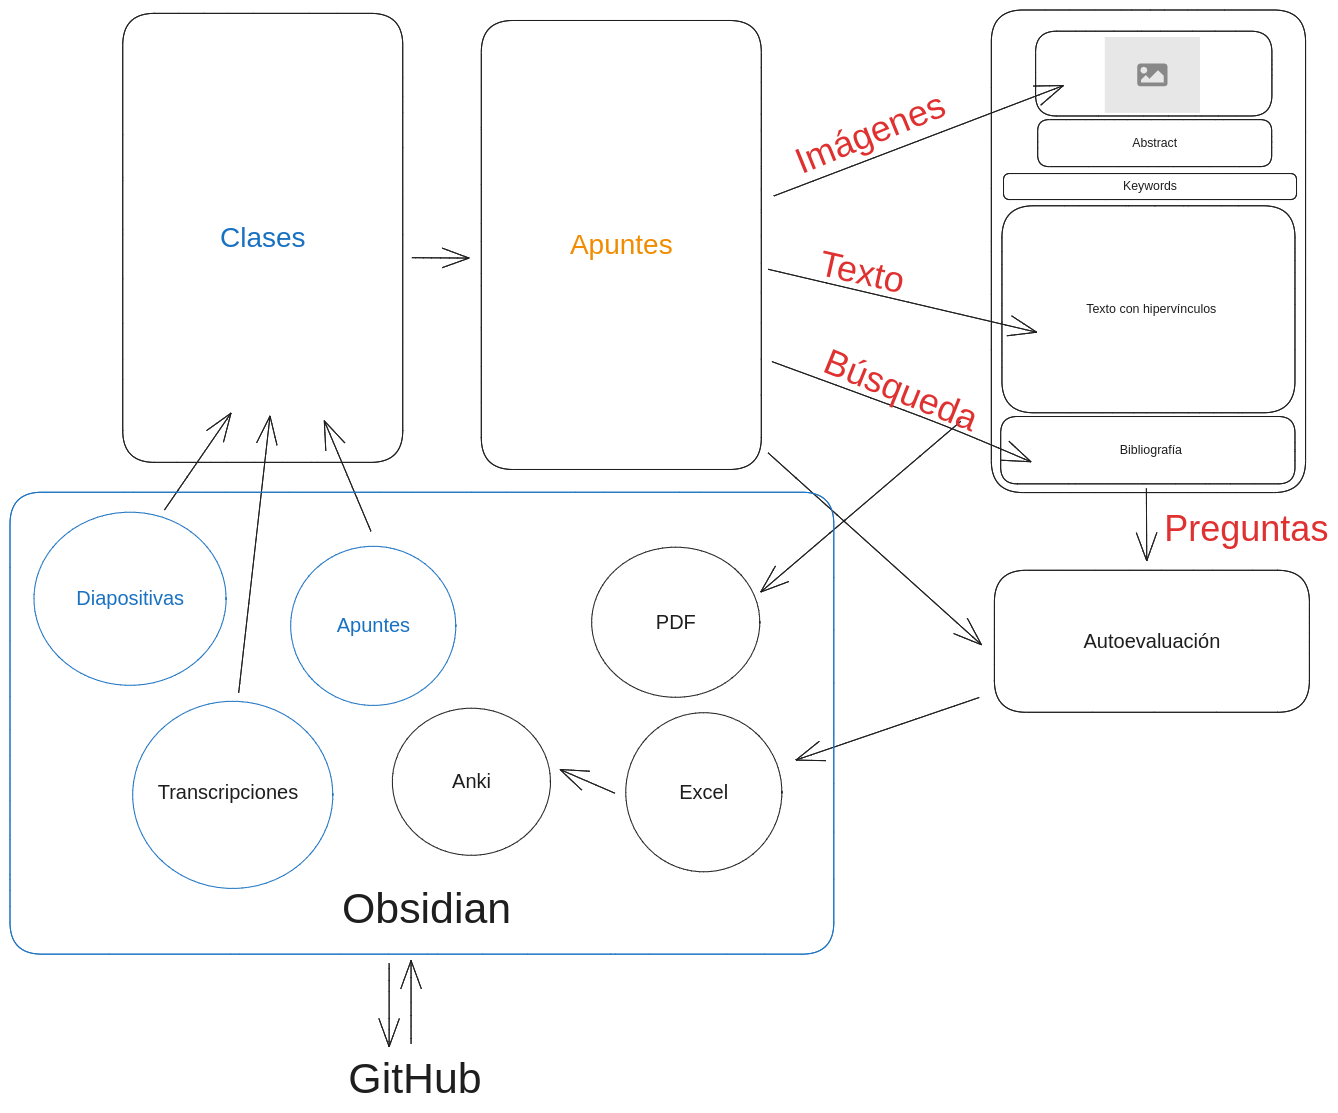 Clases
Apuntes
Imágenes
Texto
Búsqueda
Abstract
Keywords
Texto con hipervínculos
Bibliografía
Preguntas
Autoevaluación
Diapositivas
Apuntes
PDF
Transcripciones
Anki
Excel
Obsidian
GitHub